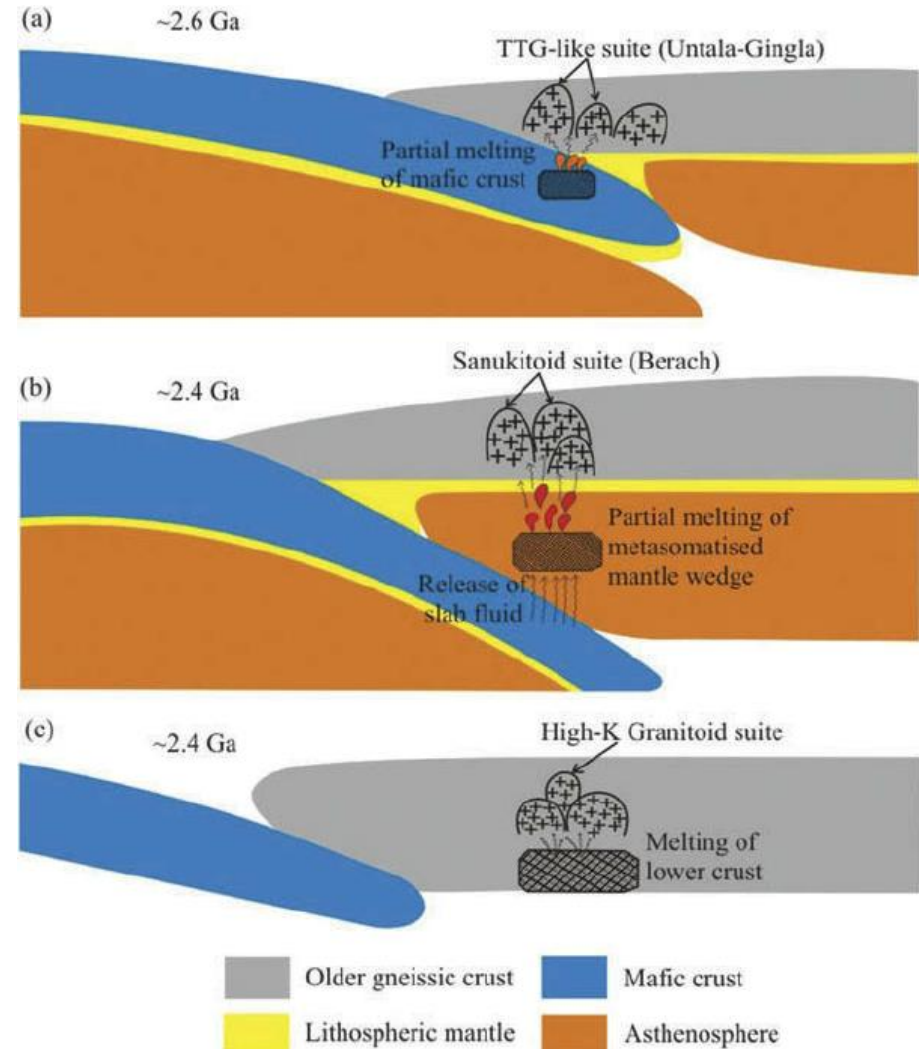 (a)
~2.6 Ga
TTG-like suite (Untala-Gingla)
Partial melting
of mafic crust
(b)
~2.4 Ga
Sanukitoid suite (Berach)
Partial melting of
metasomatised
mantle wedge
Release of
slab fluid
(c)
~2.4 Ga
High-K Granitoid suite
Melting of
lower crust
Older gneissic crust
Mafic crust
Lithospheric mantle
Asthenosphere